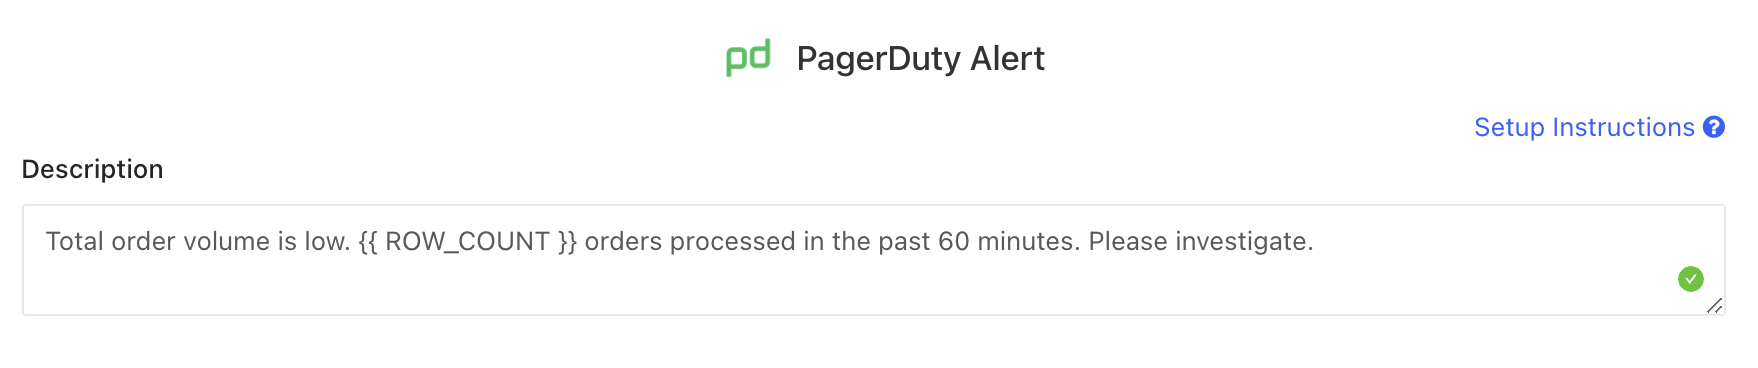 pd PagerDuty Alert
Setup Instructions ?
Description
Total order volume is low. {{ ROW_COUNT }} orders processed in the past 60 minutes. Please investigate.